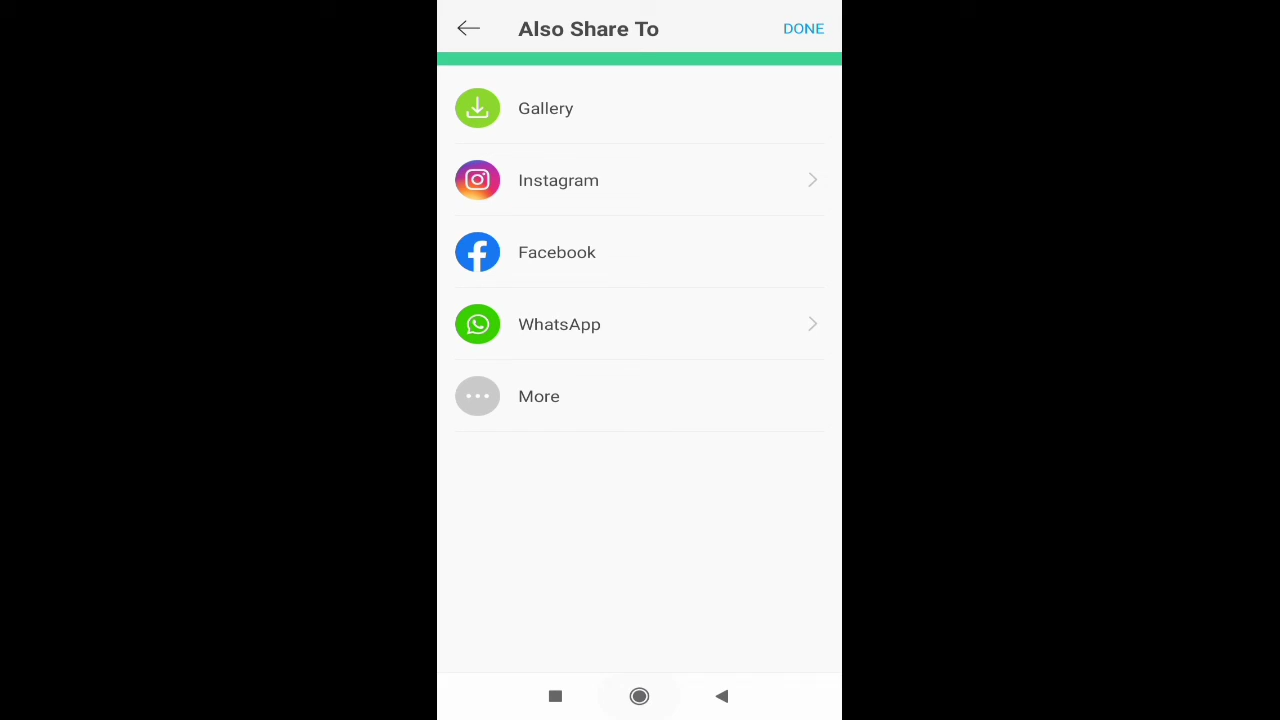 Also Share To
DONE
Gallery
Instagram
Facebook
WhatsApp
More